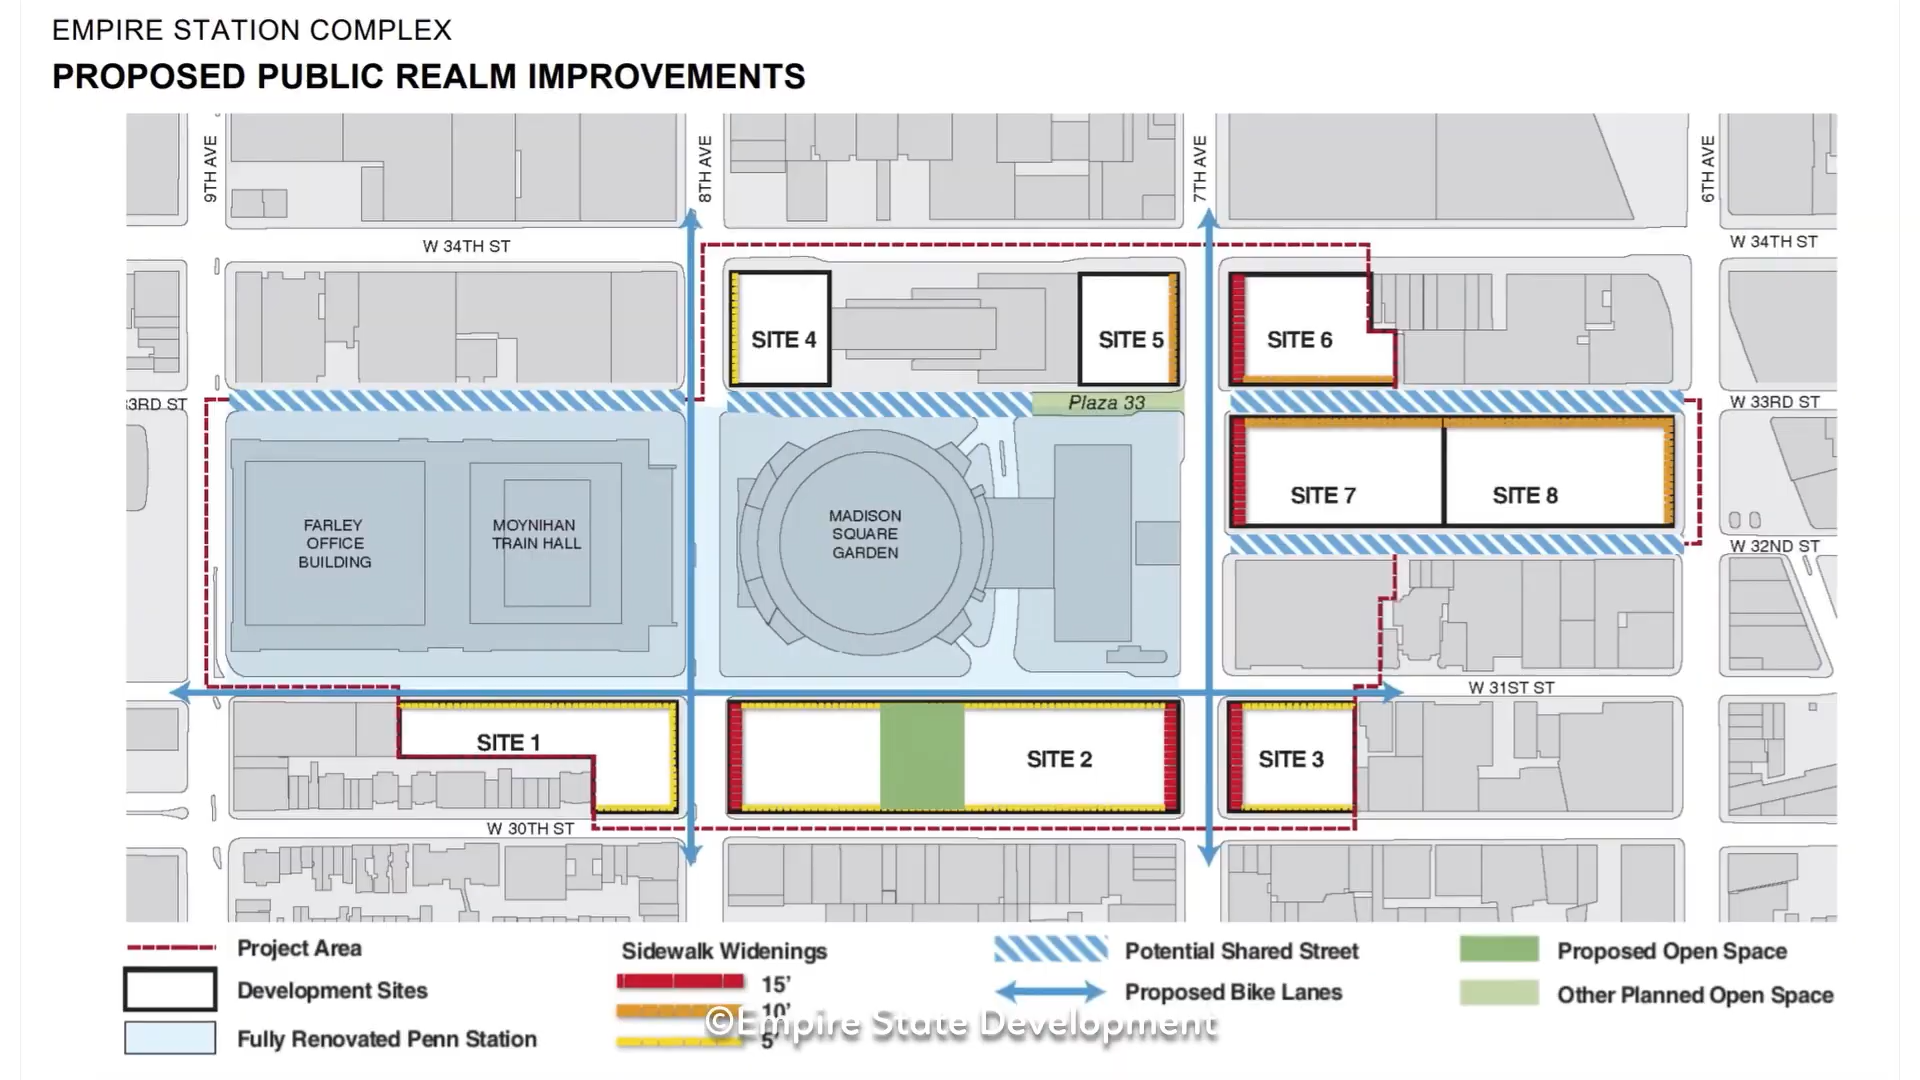 EMPIRE STATION COMPLEX
PROPOSED PUBLIC REALM IMPROVEMENTS
9TH AVE
8TH AVE
7TH AVE
6TH AVE
W 34TH ST
W 34TH ST
SITE 4
SITE 5
SITE 6
3RD ST
Plaza 33
W 33RD ST
SITE 7
SITE 8
FARLEY
OFFICE
BUILDING
MOYNIHAN
TRAIN HALL
MADISON
SQUARE
GARDEN
W 32ND ST
W 31ST ST
SITE 1
SITE 2
SITE 3
W 30TH ST
Project Area
Development Sites
Fully Renovated Penn Station
Sidewalk Widenings
15'
10'
5'
Potential Shared Street
Proposed Bike Lanes
Proposed Open Space
Other Planned Open Space
©Empire State Development